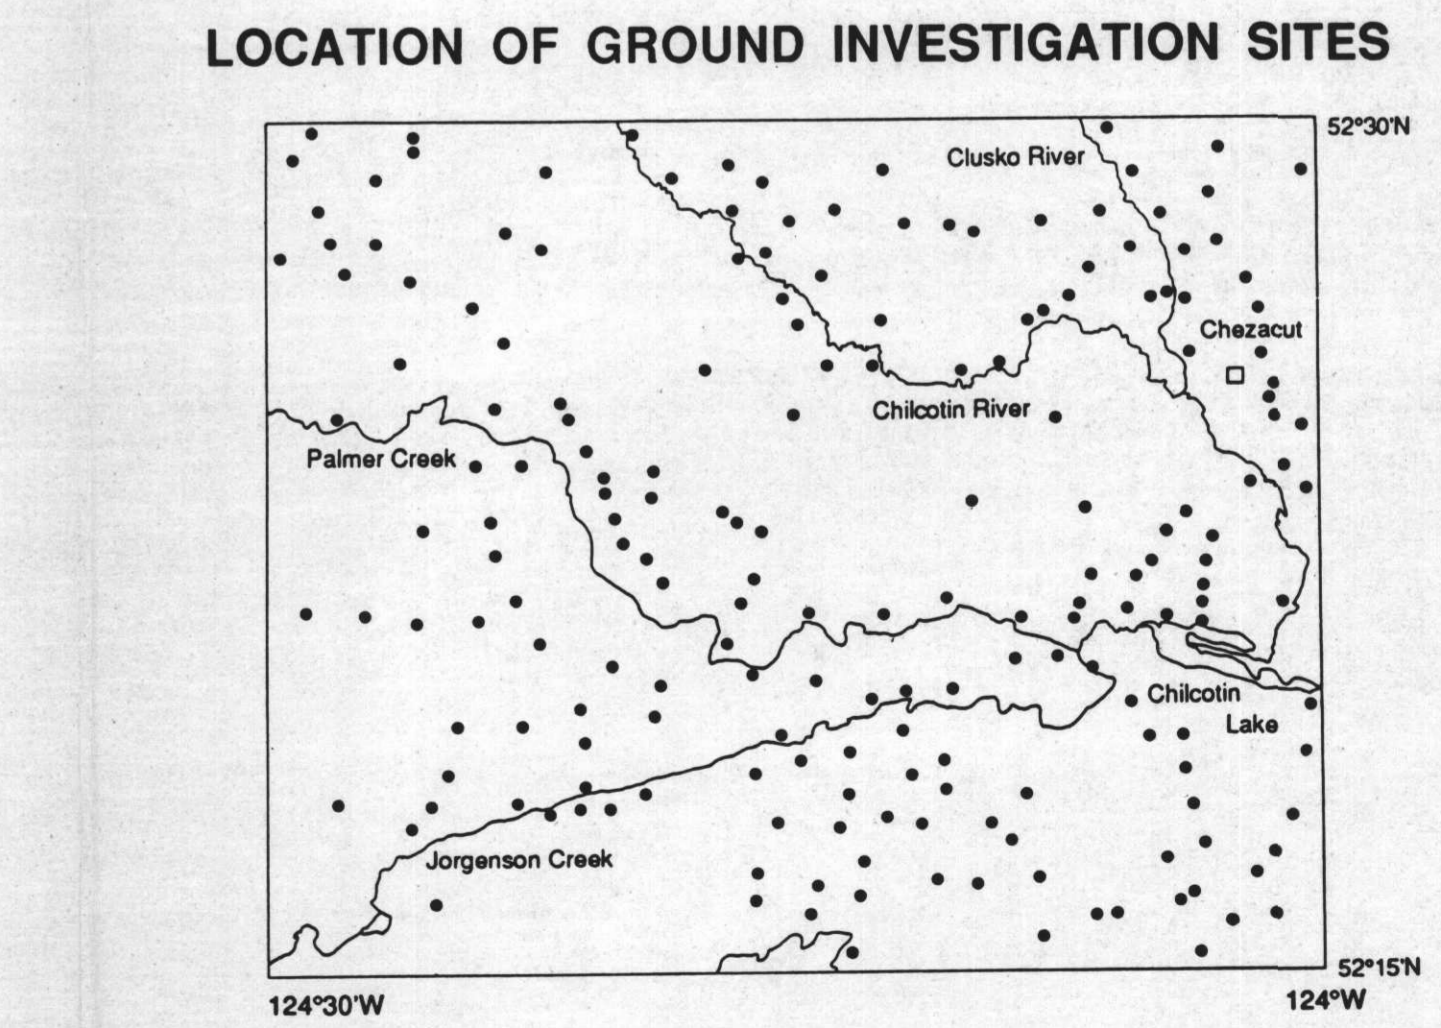 LOCATION OF GROUND INVESTIGATION SITES
52°30'N
Clusko River
Chezacut
Chilcotin River
Palmer Creek
Chilcotin
Lake
Jorgenson Creek
52°15'N
124°30'W
124°W